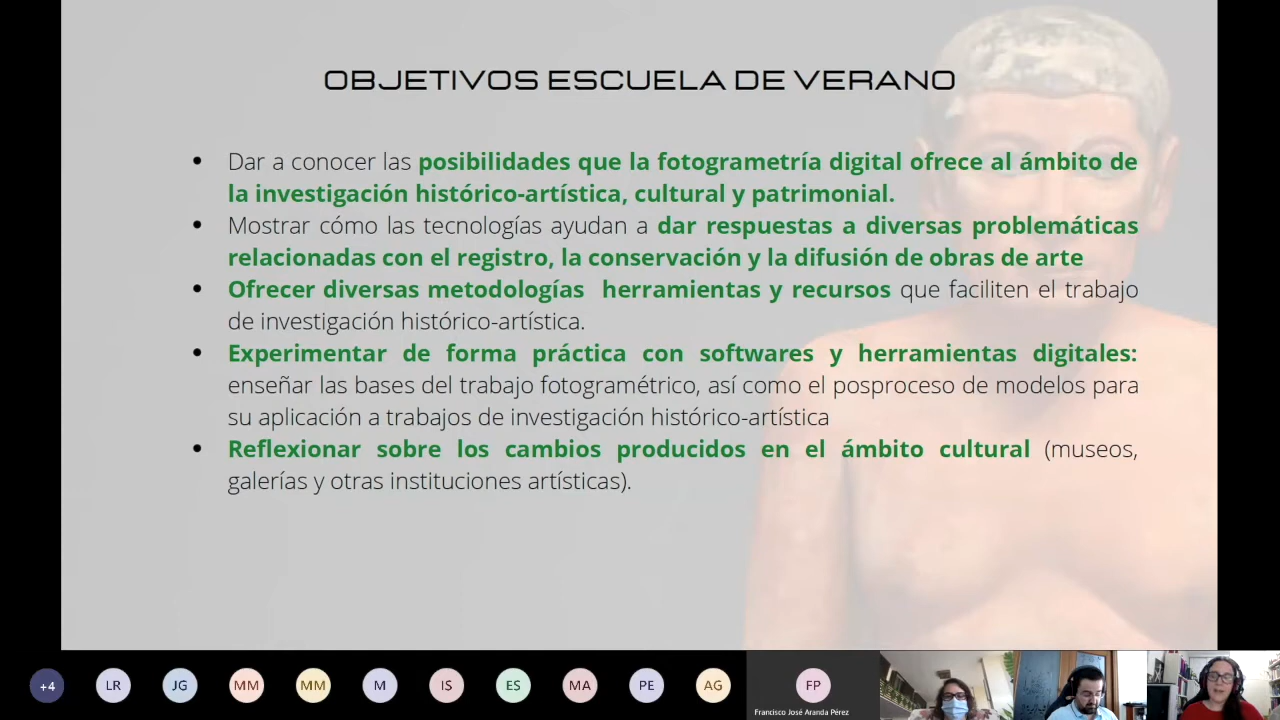 OBJETIVOS ESCUELA DE VERANO
• Dar a conocer las posibilidades que la fotogrametría digital ofrece al ámbito de
la investigación histórico-artística, cultural y patrimonial.
• Mostrar cómo las tecnologías ayudan a dar respuestas a diversas problemáticas
relacionadas con el registro, la conservación y la difusión de obras de arte
• Ofrecer diversas metodologías herramientas y recursos que faciliten el trabajo
de investigación histórico-artística.
• Experimentar de forma práctica con softwares y herramientas digitales:
enseñar las bases del trabajo fotogramétrico, así como el posproceso de modelos para
su aplicación a trabajos de investigación histórico-artística
• Reflexionar sobre los cambios producidos en el ámbito cultural (museos,
galerías y otras instituciones artísticas).
+4 LR JG MM MM M IS ES MA PE AG FP
Francisco José Aranda Pérez